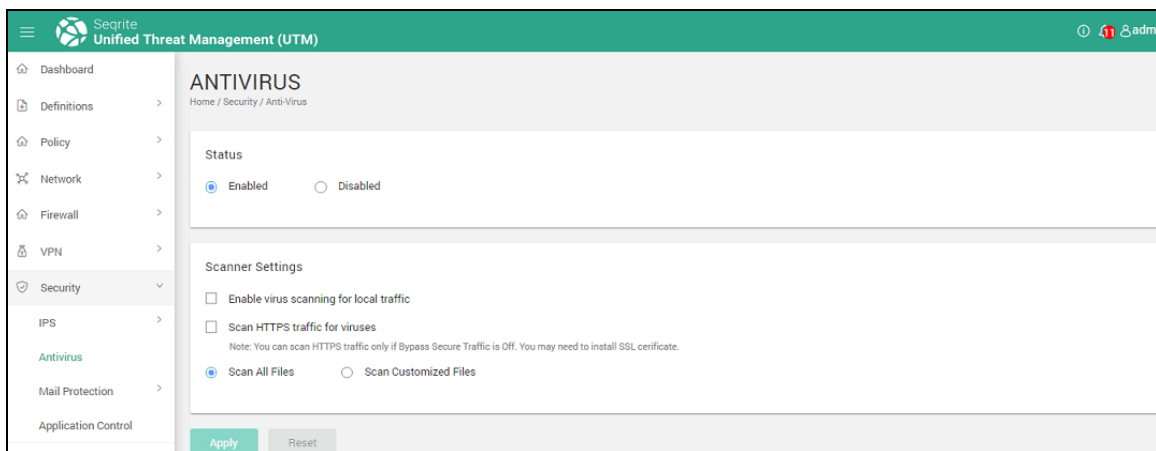 Seqrite
Unified Threat Management (UTM)
11
adm
Dashboard
Definitions
Policy
Network
Firewall
VPN
Security
IPS
Antivirus
Mail Protection
Application Control
ANTIVIRUS
Home / Security / Anti-Virus
Status
Enabled Disabled
Scanner Settings
Enable virus scanning for local traffic
Scan HTTPS traffic for viruses
Note: You can scan HTTPS traffic only if Bypass Secure Traffic is Off. You may need to install SSL cerificate.
Scan All Files Scan Customized Files
Apply Reset